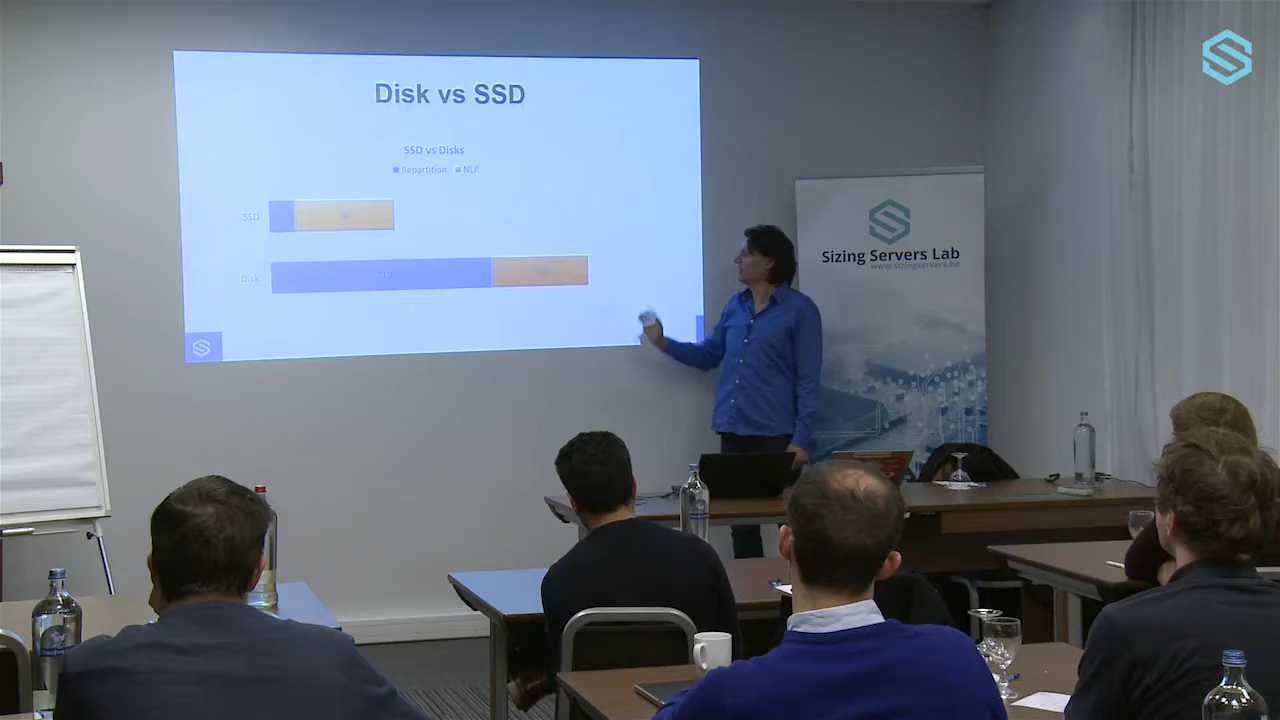 Disk vs SSD
SSD vs Disks
Repartition NLP
SSD
Disk
Sizing Servers Lab
www.sizingservers.be